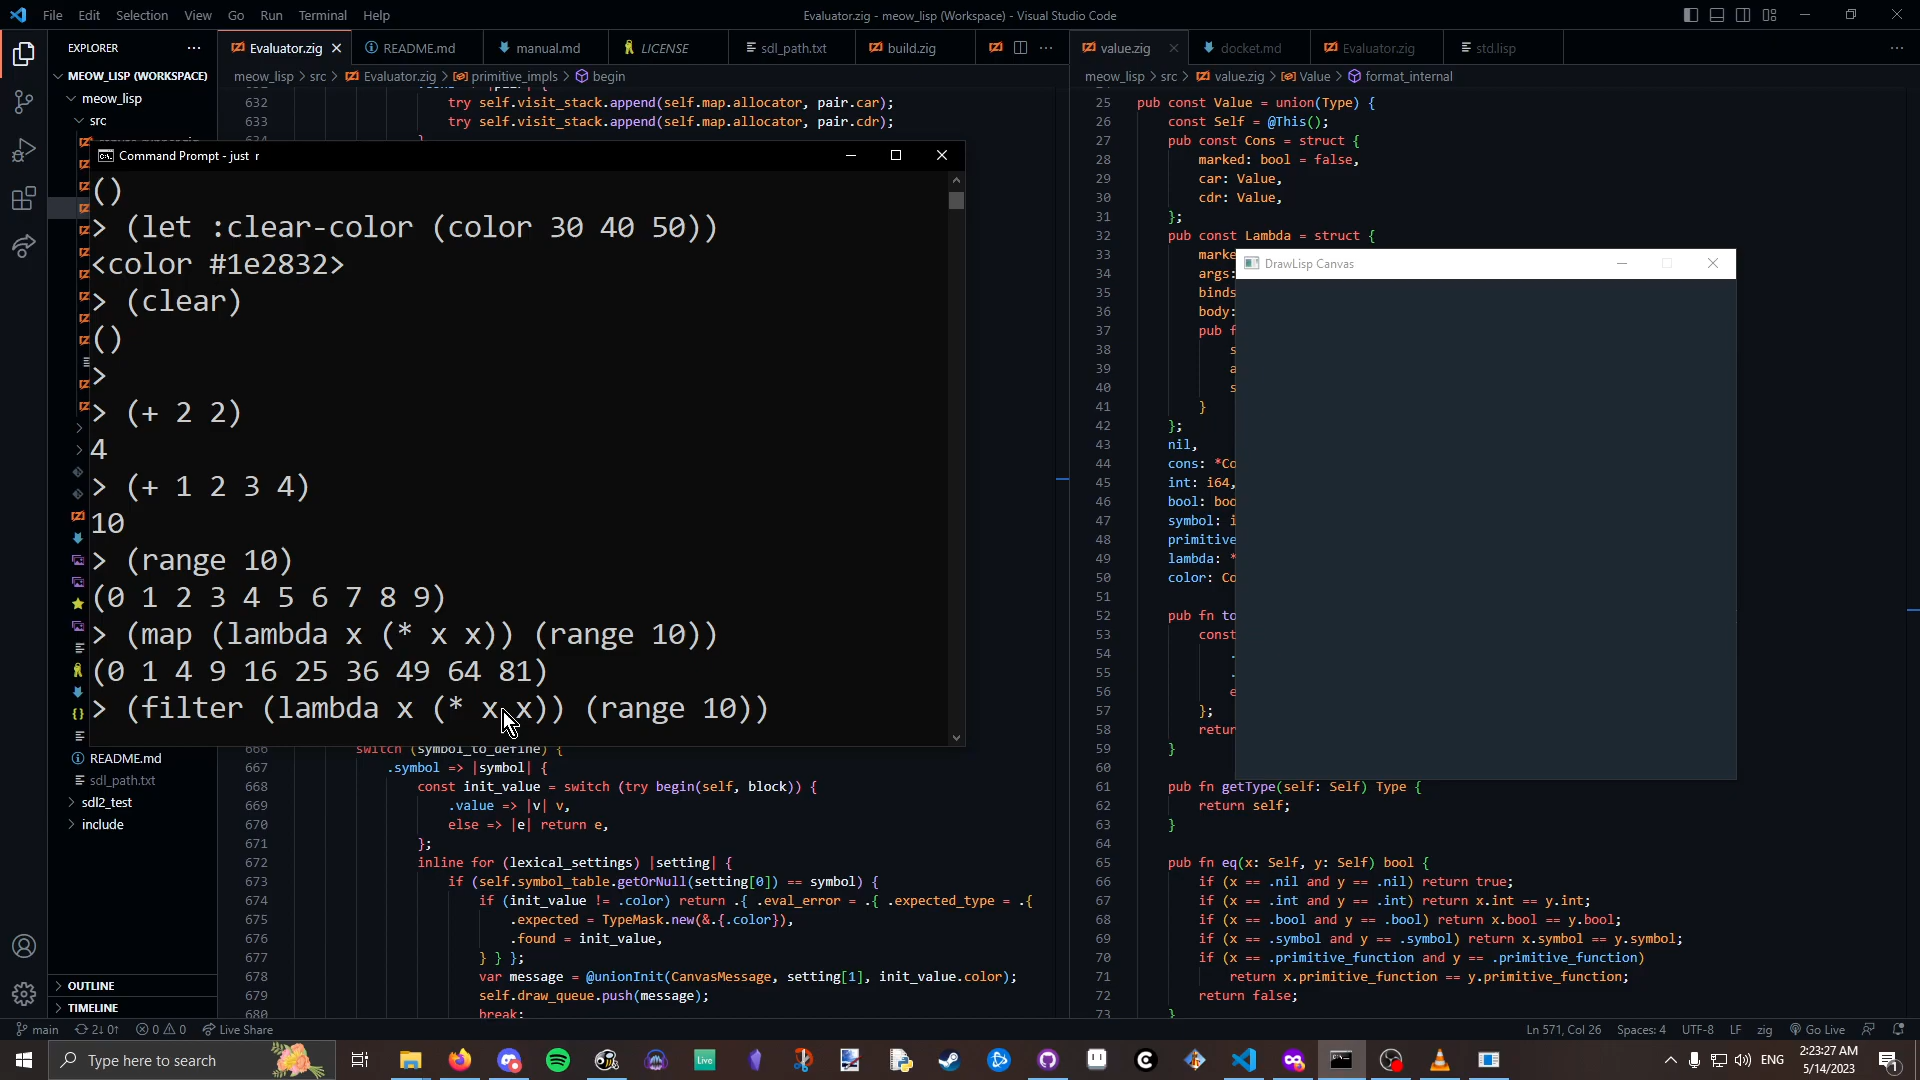 File Edit Selection View Go Run Terminal Help
Evaluator.zig - meow_lisp (Workspace) - Visual Studio Code
EXPLORER
MEOW_LISP (WORKSPACE)
meow_lisp
src
README.md
sdl_path.txt
sdl2_test
include
OUTLINE
TIMELINE
Evaluator.zig README.md manual.md LICENSE sdl_path.txt build.zig
meow_lisp > src > Evaluator.zig > primitive_impls > begin
632 try self.visit_stack.append(self.map.allocator, pair.car);
633 try self.visit_stack.append(self.map.allocator, pair.cdr);
Command Prompt - just r
()
> (let :clear-color (color 30 40 50))
<color #1e2832>
> (clear)
()
>
> (+ 2 2)
4
> (+ 1 2 3 4)
10
> (range 10)
(0 1 2 3 4 5 6 7 8 9)
> (map (lambda x (* x x)) (range 10))
(0 1 4 9 16 25 36 49 64 81)
> (filter (lambda x (* x x)) (range 10))
666 switch (symbol_to_define) {
667 .symbol => |symbol| {
668 const init_value = switch (try begin(self, block)) {
669 .value => |v| v,
670 else => |e| return e,
671 };
672 inline for (lexical_settings) |setting| {
673 if (self.symbol_table.getOrNull(setting[0]) == symbol) {
674 if (init_value != .color) return .{ .eval_error = .{ .expected_type = .{
675 .expected = TypeMask.new(&.{.color}),
676 .found = init_value,
677 } } };
678 var message = @unionInit(CanvasMessage, setting[1], init_value.color);
679 self.draw_queue.push(message);
680 break;
value.zig docket.md Evaluator.zig std.lisp
meow_lisp > src > value.zig > Value > format_internal
25 pub const Value = union(Type) {
26 const Self = @This();
27 pub const Cons = struct {
28 marked: bool = false,
29 car: Value,
30 cdr: Value,
31 };
32 pub const Lambda = struct {
33 marke
34 args:
35 binds
36 body:
37 pub f
38 s
39 a
40 s
41 }
42 };
43 nil,
44 cons: *Co
45 int: i64,
46 bool: boo
47 symbol: i
48 primitive
49 lambda: *
50 color: Co
51
52 pub fn to
53 const
54 .
55 .
56 e
57 };
58 retur
59 }
60
61 pub fn getType(self: Self) Type {
62 return self;
63 }
64
65 pub fn eq(x: Self, y: Self) bool {
66 if (x == .nil and y == .nil) return true;
67 if (x == .int and y == .int) return x.int == y.int;
68 if (x == .bool and y == .bool) return x.bool == y.bool;
69 if (x == .symbol and y == .symbol) return x.symbol == y.symbol;
70 if (x == .primitive_function and y == .primitive_function)
71 return x.primitive_function == y.primitive_function;
72 return false;
73 }
DrawLisp Canvas
main 2↓ 0↑ 0 0 Live Share
Ln 571, Col 26 Spaces: 4 UTF-8 LF zig Go Live
Type here to search
Live
ENG
2:23:27 AM
5/14/2023
1